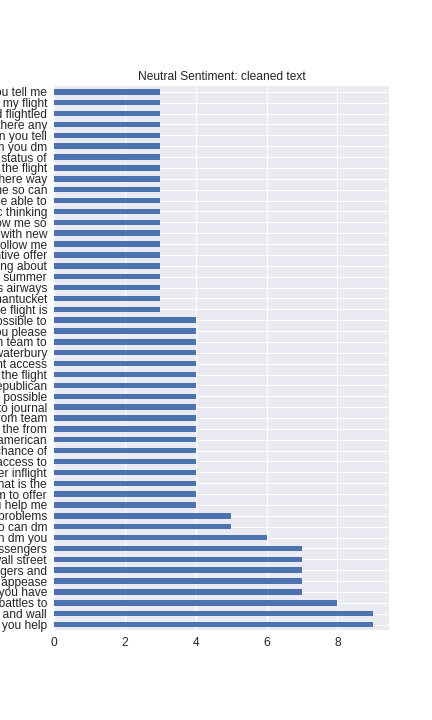 Neutral Sentiment: cleaned text
u tell me
my flight
flightled
there any
n you tell
you dm
status of
the flight
here way
e so can
e able to
thinking
ow me so
with new
ollow me
tive offer
ng about
summer
s airways
nantucket
e flight is
ossible to
ou please
team to
waterbury
nt access
the flight
epublican
possible
to journal
om team
the from
american
chance of
access to
er inflight
hat is the
m to offer
help me
problems
o can dm
dm you
ssengers
wall street
gers and
appease
you have
battles to
and wall
you help
0 2 4 6 8